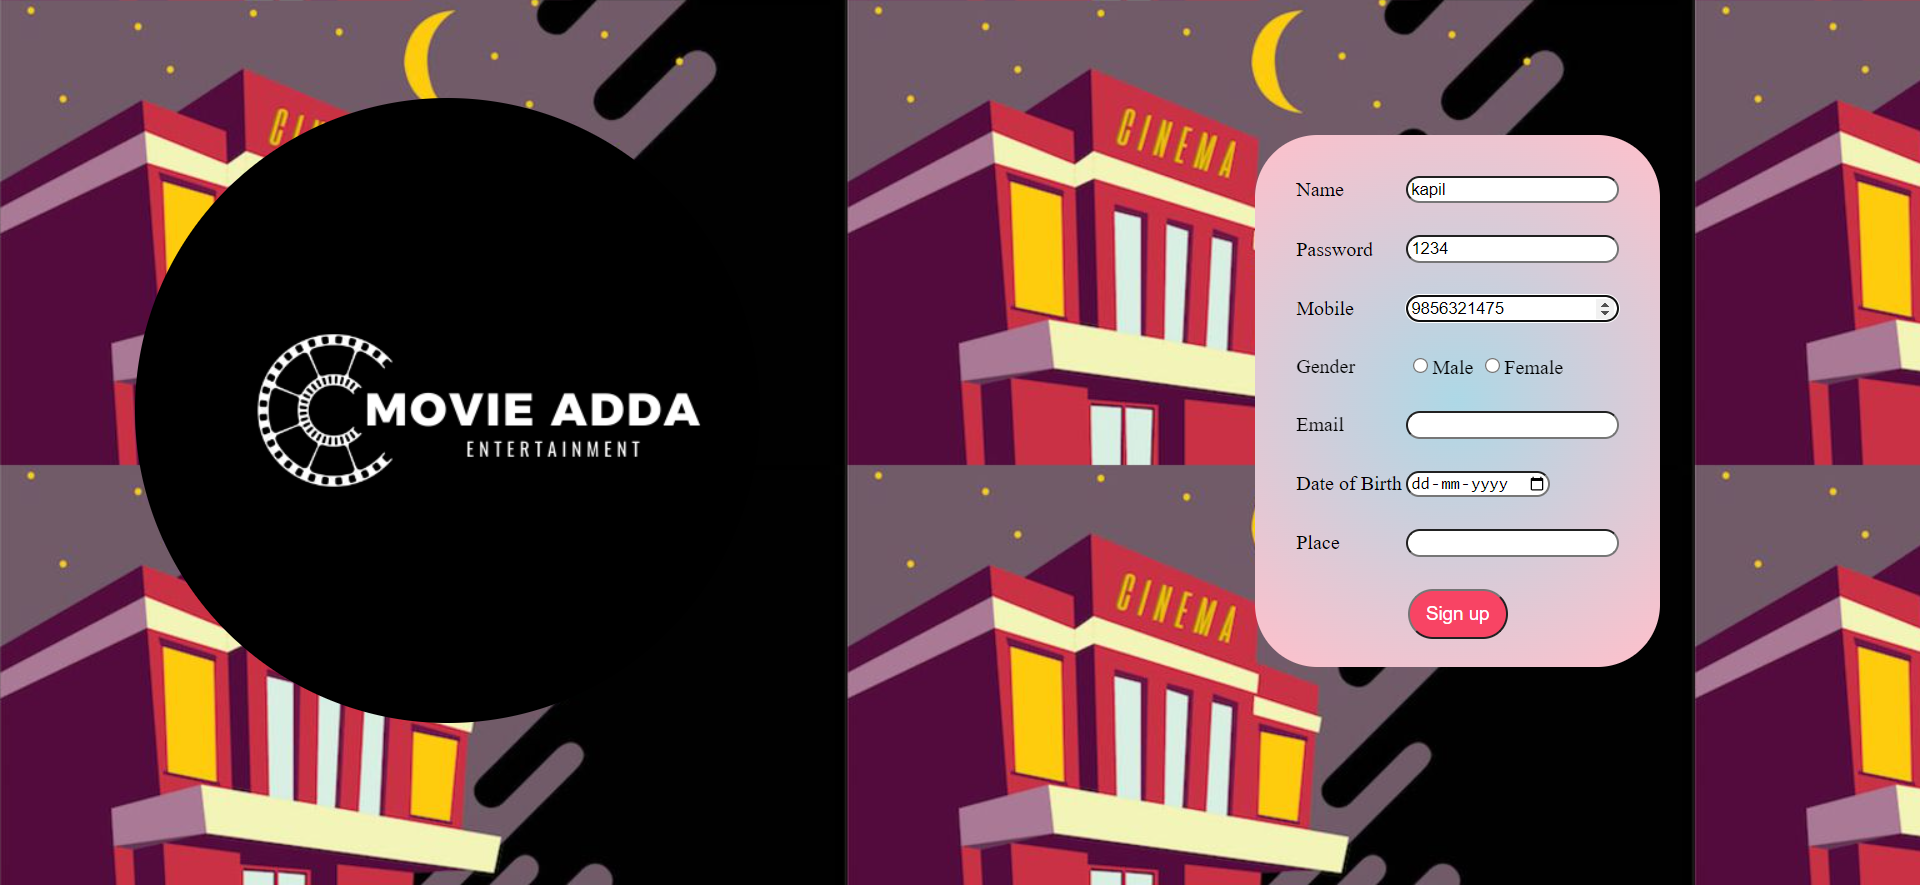 CINEMA
Name kapil
Password 1234
Mobile 9856321475
Gender Male Female
MOVIE ADDA
Email
ENTERTAINMENT
Date of Birth dd-mm-yyyy
Place
CINEMA
Sign up